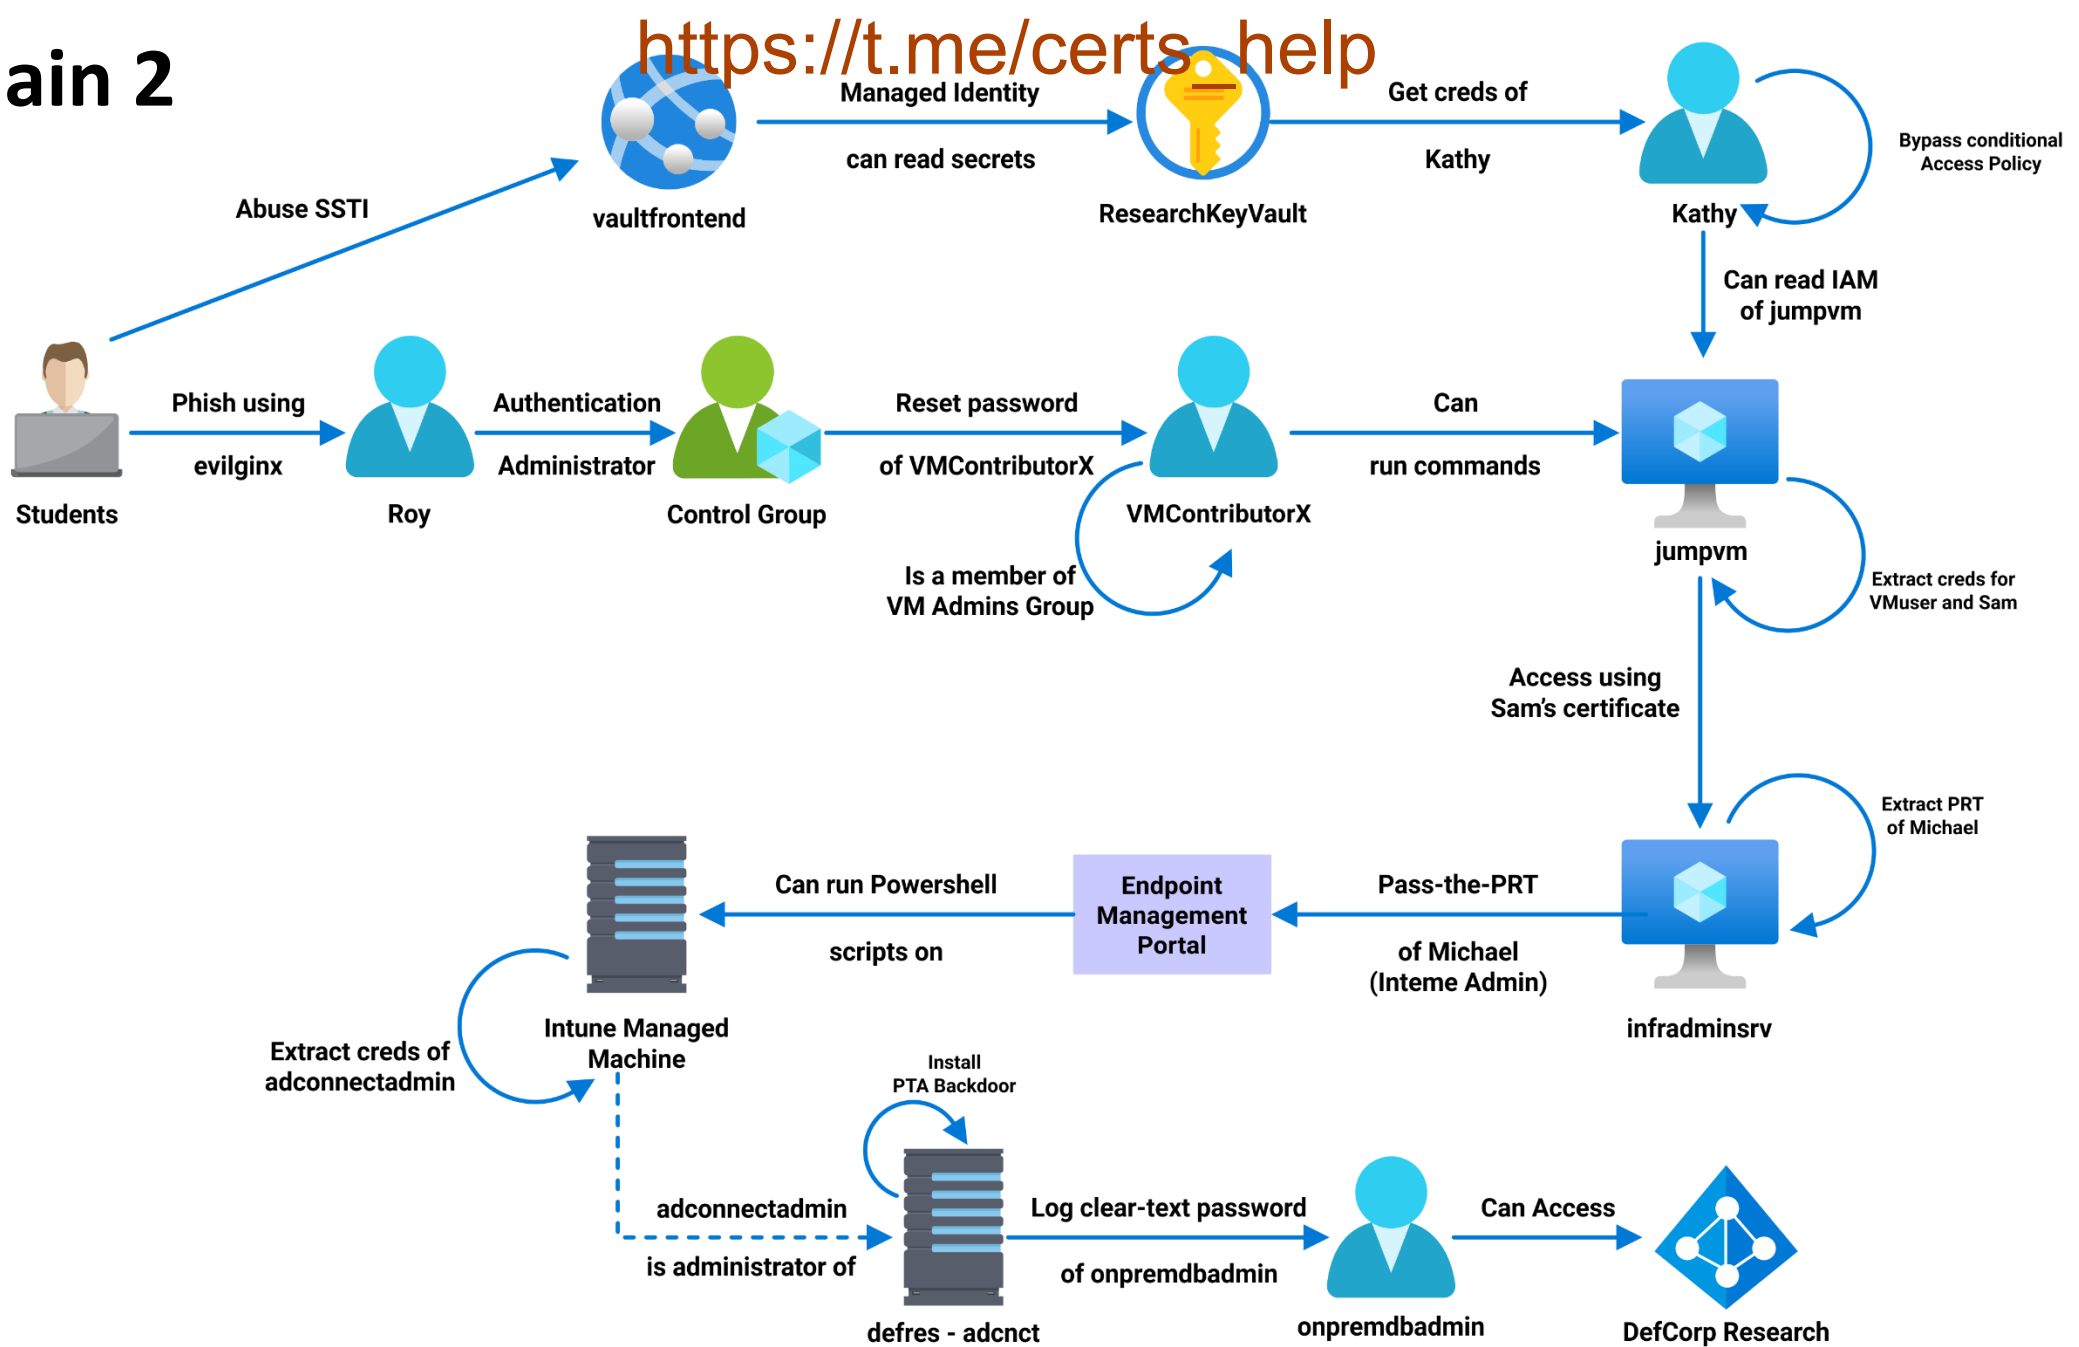 https://t.me/certs_help
ain 2
Managed Identity
can read secrets
Get creds of
Kathy
Bypass conditional
Access Policy
Abuse SSTI
vaultfrontend
ResearchKeyVault
Kathy
Can read IAM
of jumpvm
Phish using
evilginx
Authentication
Administrator
Reset password
of VMContributorX
Can
run commands
Students
Roy
Control Group
VMContributorX
jumpvm
Is a member of
VM Admins Group
Extract creds for
VMuser and Sam
Access using
Sam's certificate
Extract PRT
of Michael
Can run Powershell
scripts on
Endpoint
Management
Portal
Pass-the-PRT
of Michael
(Inteme Admin)
Intune Managed
Machine
infradminsrv
Extract creds of
adconnectadmin
Install
PTA Backdoor
adconnectadmin
is administrator of
Log clear-text password
of onpremdbadmin
Can Access
defres - adcnct
onpremdbadmin
DefCorp Research